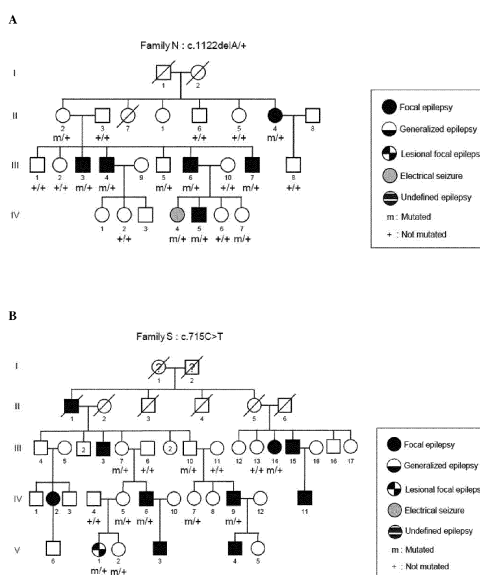 A
Family N : c.1122delA/+
I
1 2
II
2 3 7 1 6 5 4 8
m/+ +/+ +/+ +/+ m/+
III
1 2 3 4 9 5 6 10 7 8
+/+ +/+ m/+ m/+ m/+ +/+ m/+ +/+
IV
1 2 3 4 5 6 7
+/+ m/+ m/+ +/+ m/+
Focal epilepsy
Generalized epilepsy
Lesional focal epileps
Electrical seizure
Undefined epilepsy
m : Mutated
+ : Not mutated
B
Family S : c.715C>T
I
? ?
1 2
II
1 2 3 4 5 6
III
2 2
4 5 3 7 6 10 11 12 13 14 15 16 16 17
m/+ +/+ m/+ +/+ +/+ m/+
IV
1 2 3 4 5 6 10 7 8 9 12 11
+/+ m/+ m/+ m/+ m/+
V
6 1 2 3 4 5
m/+ m/+
Focal epilepsy
Generalized epilepsy
Lesional focal epileps
Electrical seizure
Undefined epilepsy
m : Mutated
+ : Not mutated